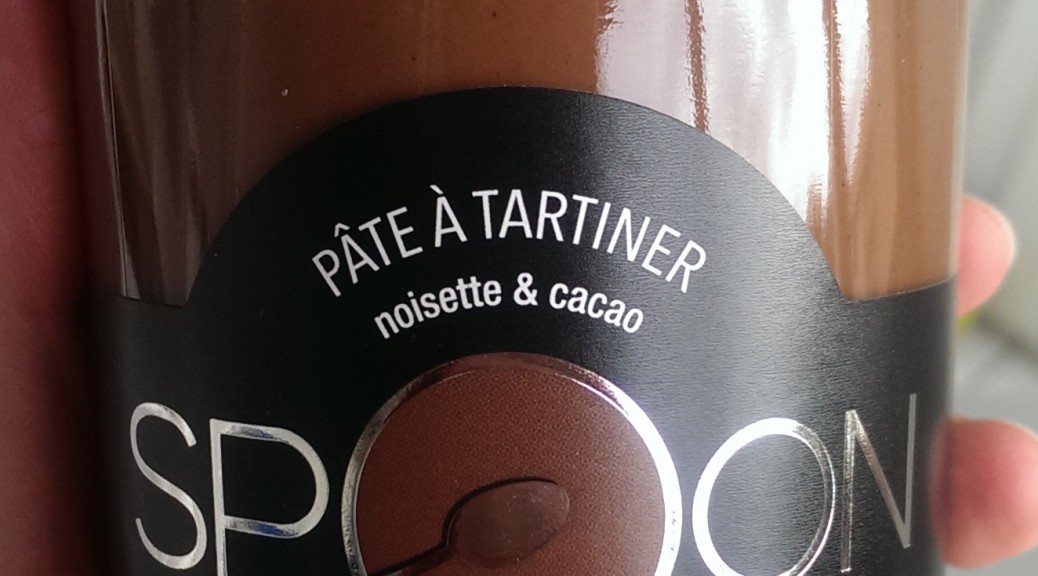 PÂTE À TARTINER
noisette & cacao
SPOON